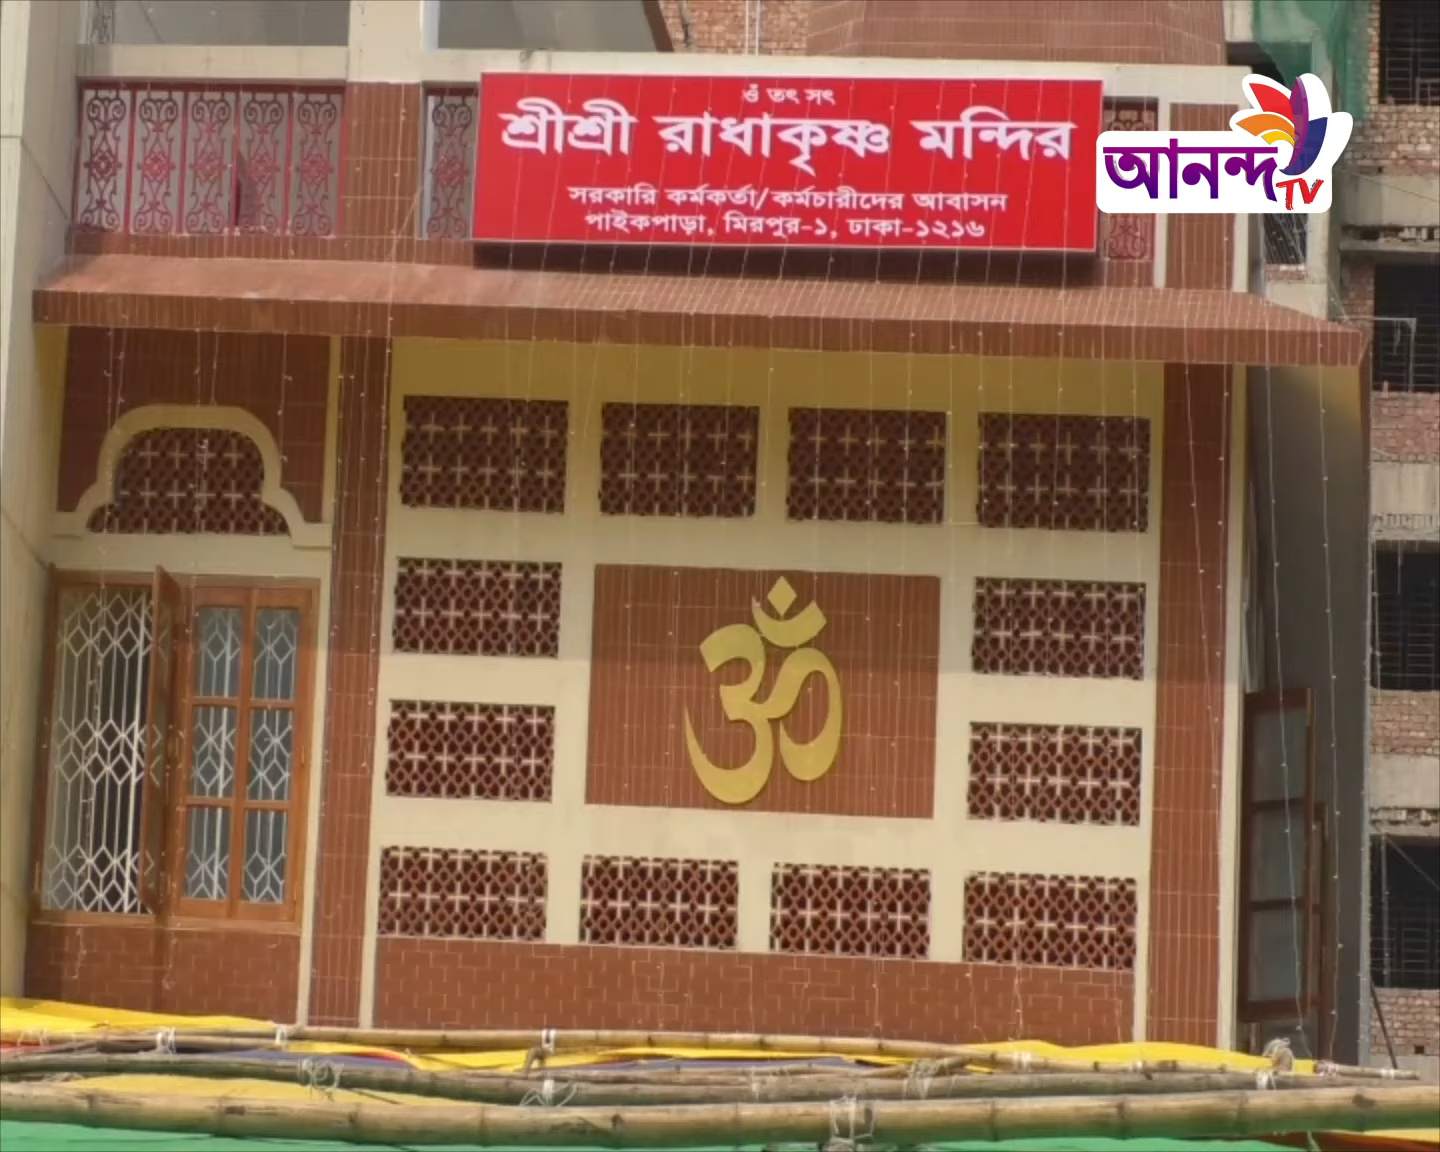 ওঁ তৎ সৎ
শ্রীশ্রী রাধাকৃষ্ণ মন্দির
সরকারি কর্মকর্তা/কর্মচারীদের আবাসন
পাইকপাড়া, মিরপুর-১, ঢাকা-১২১৬
আনন্দ TV
ॐ